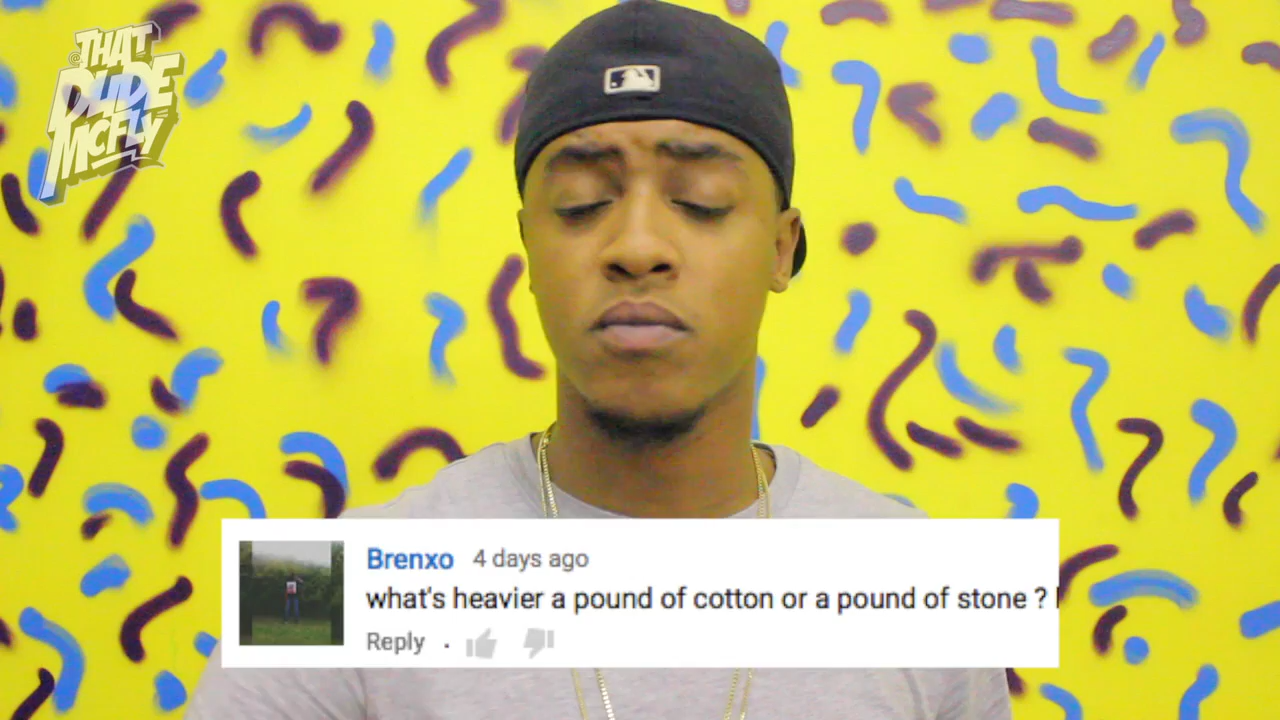 @THAT
DUDE
MCFLY
Brenxo 4 days ago
what's heavier a pound of cotton or a pound of stone ?
Reply .